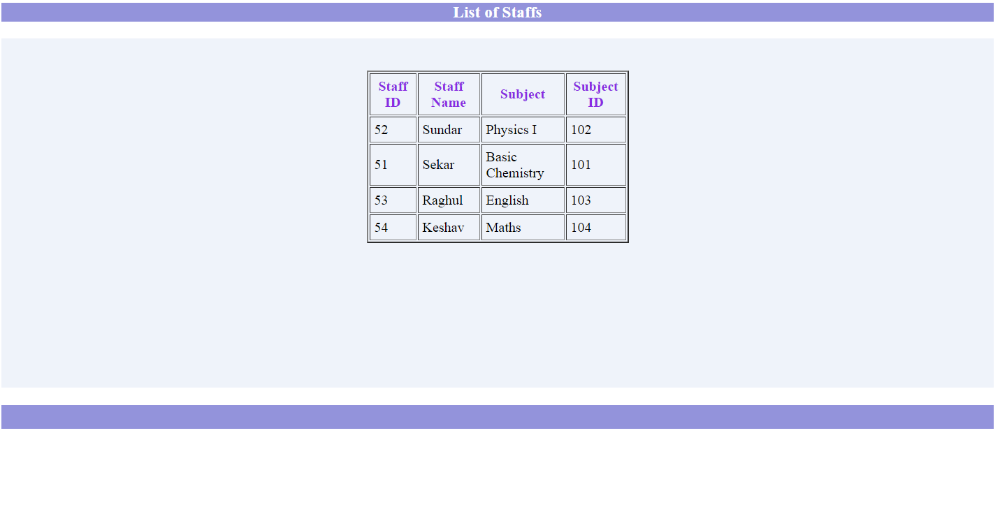 List of Staffs
Staff ID Staff Name Subject Subject ID
52 Sundar Physics I 102
51 Sekar Basic Chemistry 101
53 Raghul English 103
54 Keshav Maths 104